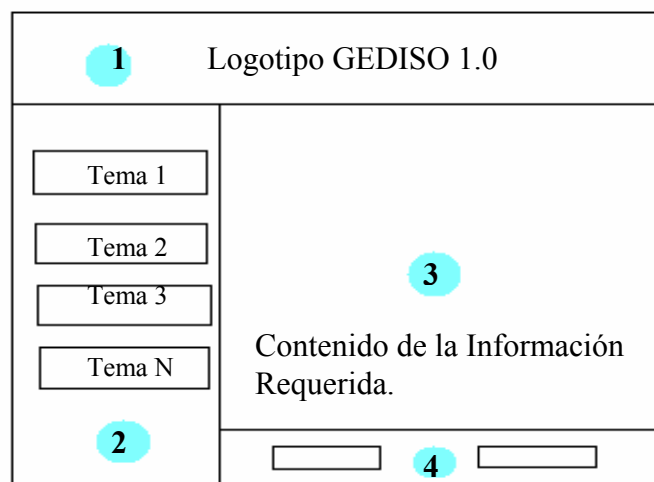 1 Logotipo GEDISO 1.0
Tema 1
Tema 2
Tema 3
Tema N
2
3
Contenido de la Información
Requerida.
4